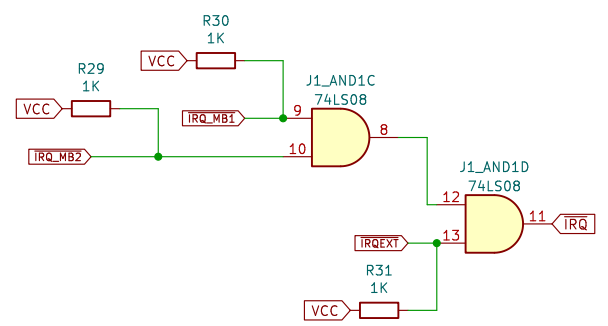 R30
1K
VCC
J1_AND1C
74LS08
R29
1K
VCC
IRQ_MB1
9
8
IRQ_MB2
10
J1_AND1D
74LS08
12
11
IRQ
IRQEXT
13
R31
1K
VCC